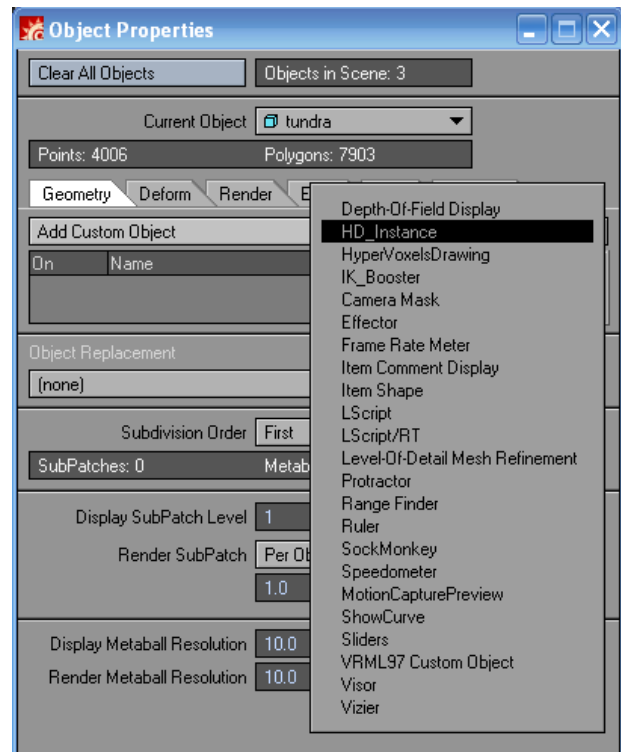 Object Properties
Clear All Objects Objects in Scene: 3
Current Object tundra
Points: 4006 Polygons: 7903
Geometry Deform Render
Add Custom Object
On Name
Object Replacement
(none)
Subdivision Order First
SubPatches: 0
Display SubPatch Level 1
Render SubPatch
1.0
Display Metaball Resolution 10.0
Render Metaball Resolution 10.0
Depth-Of-Field Display
HD_Instance
HyperVoxelsDrawing
IK_Booster
Camera Mask
Effector
Frame Rate Meter
Item Comment Display
Item Shape
LScript
LScript/RT
Level-Of-Detail Mesh Refinement
Protractor
Range Finder
Ruler
SockMonkey
Speedometer
MotionCapturePreview
ShowCurve
Sliders
VRML97 Custom Object
Visor
Vizier